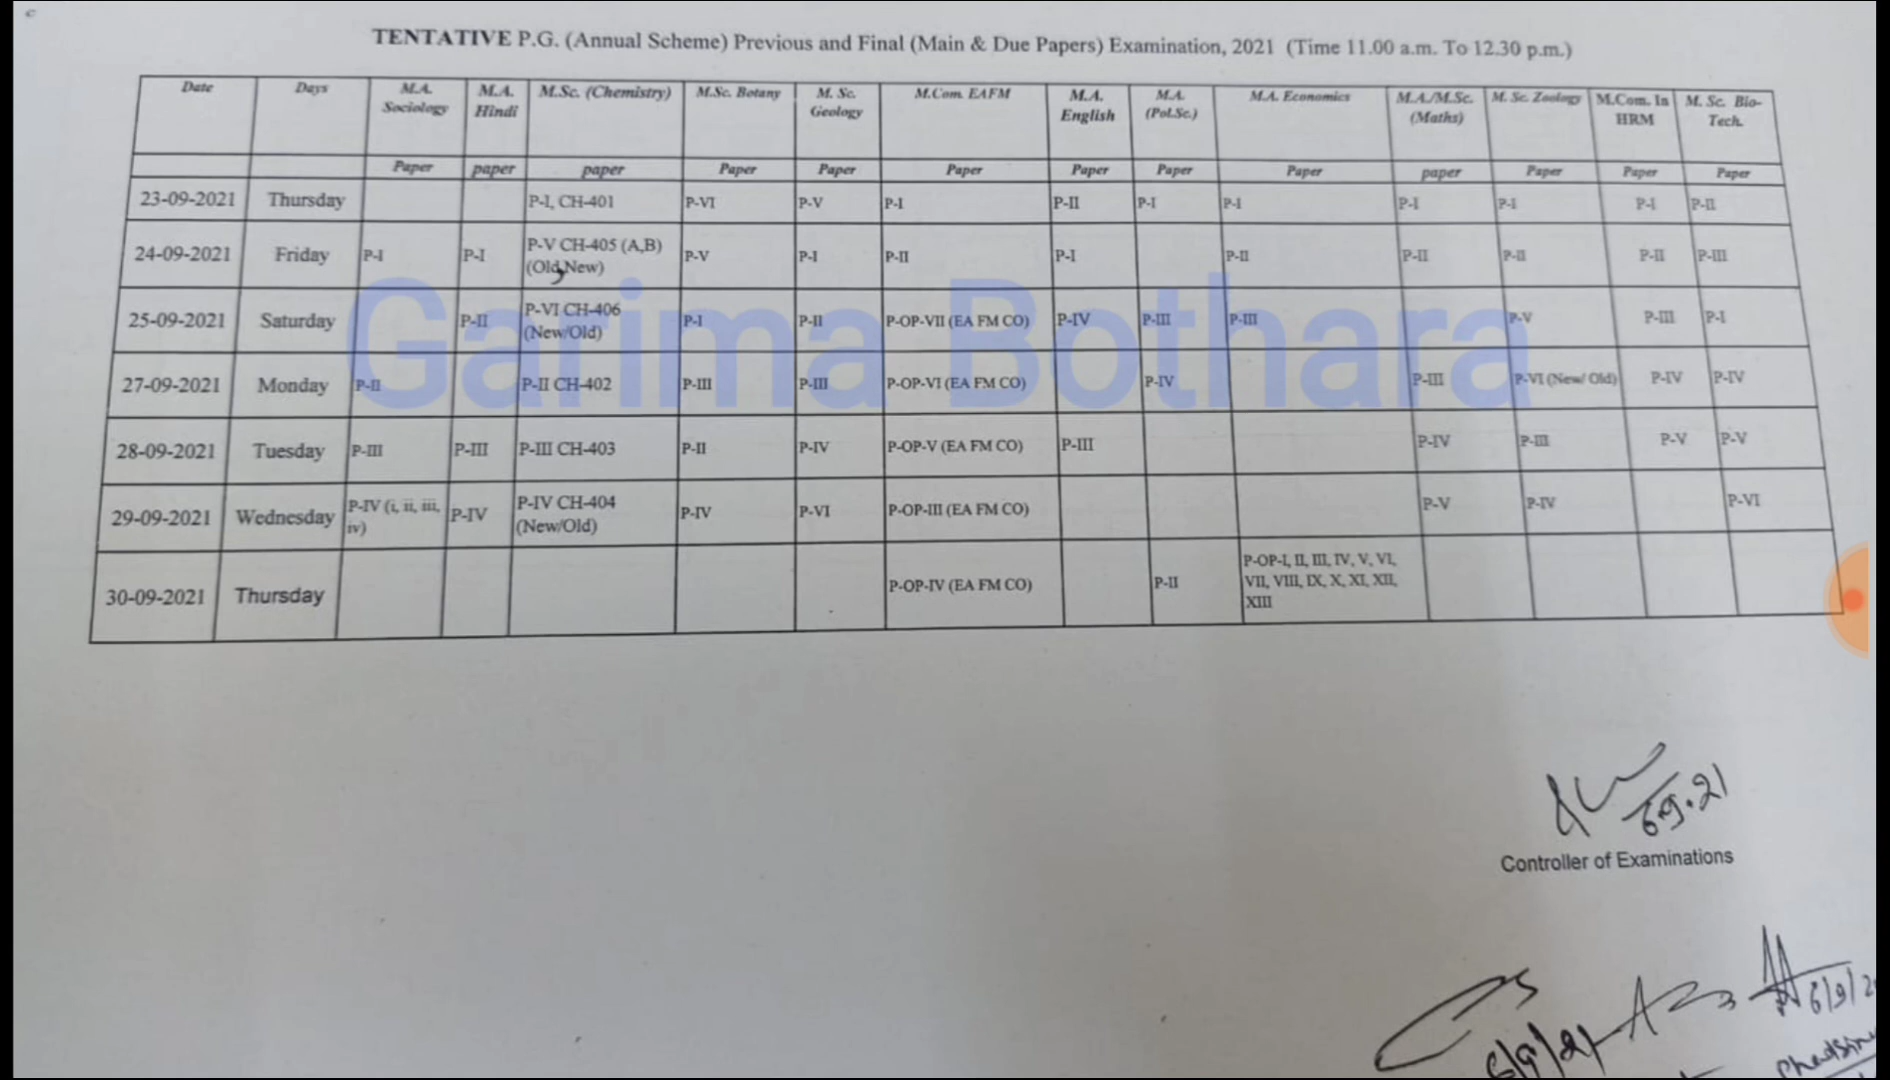 TENTATIVE P.G. (Annual Scheme) Previous and Final (Main & Due Papers) Examination, 2021 (Time 11.00 a.m. To 12.30 p.m.)
Date Days M.A. Sociology M.A. Hindi M.Sc. (Chemistry) M.Sc. Botany M. Sc. Geology M.Com. EAFM M.A. English M.A. (Pol.Sc.) M.A. Economics M.A./M.Sc. (Maths) M. Sc. Zoology M.Com. In HRM M. Sc. Bio-Tech.
Paper paper paper Paper Paper Paper Paper Paper Paper paper Paper Paper Paper
23-09-2021 Thursday P-I, CH-401 P-VI P-V P-I P-II P-I P-I P-I P-I P-I P-II
24-09-2021 Friday P-I P-I P-V CH-405 (A,B) (Old,New) P-V P-I P-II P-I P-II P-II P-II P-II P-III
25-09-2021 Saturday P-II P-VI CH-406 (New/Old) P-I P-II P-OP-VII (EA FM CO) P-IV P-III P-III P-V P-III P-I
Garima Bothara
27-09-2021 Monday P-II P-II CH-402 P-III P-III P-OP-VI (EA FM CO) P-IV P-III P-VI (New/ Old) P-IV P-IV
28-09-2021 Tuesday P-III P-III P-III CH-403 P-II P-IV P-OP-V (EA FM CO) P-III P-IV P-III P-V P-V
29-09-2021 Wednesday P-IV (i, ii, iii, iv) P-IV P-IV CH-404 (New/Old) P-IV P-VI P-OP-III (EA FM CO) P-V P-IV P-VI
30-09-2021 Thursday P-OP-IV (EA FM CO) P-II P-OP-I, II, III, IV, V, VI, VII, VIII, IX, X, XI, XII, XIII
6.9.21
Controller of Examinations
6/9/21
6/9/2